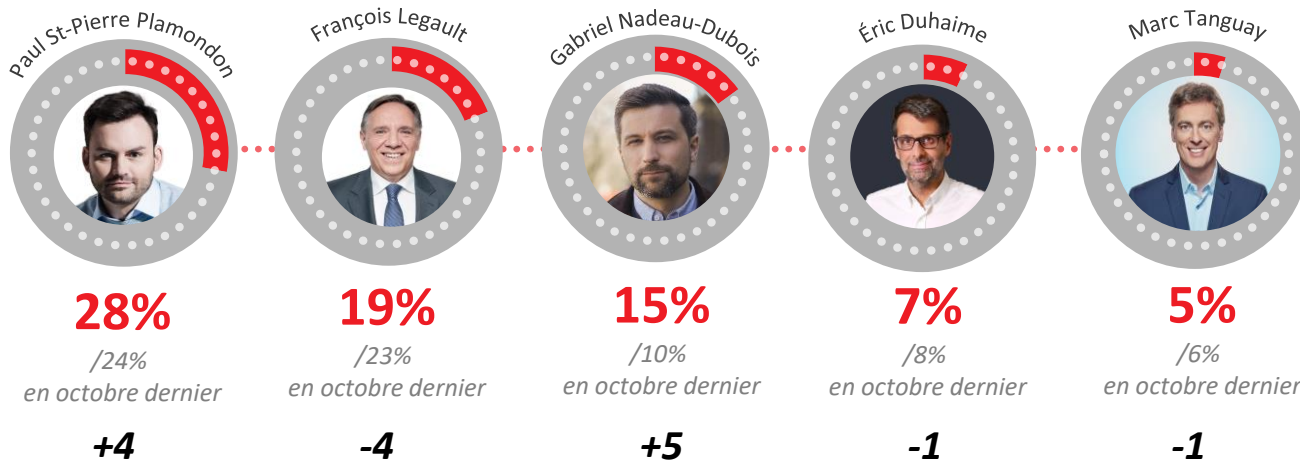 Paul St-Pierre Plamondon
François Legault
Gabriel Nadeau-Dubois
Éric Duhaime
Marc Tanguay
28%
19%
15%
7%
5%
/24%
en octobre dernier
/23%
en octobre dernier
/10%
en octobre dernier
/8%
en octobre dernier
/6%
en octobre dernier
+4
-4
+5
-1
-1